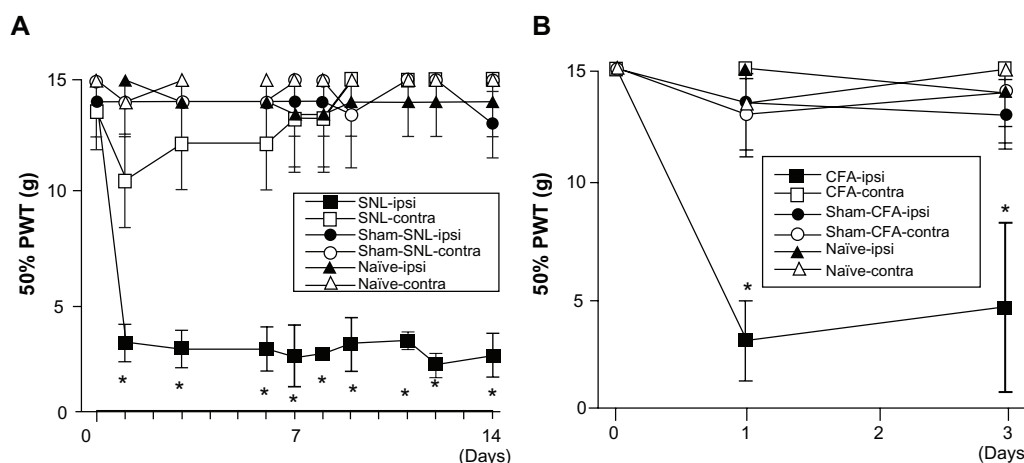 A
50% PWT (g)
15
10
5
0
SNL-ipsi
SNL-contra
Sham-SNL-ipsi
Sham-SNL-contra
Naïve-ipsi
Naïve-contra
* * * * * * * * *
0 7 14
(Days)
B
50% PWT (g)
15
10
5
0
CFA-ipsi
CFA-contra
Sham-CFA-ipsi
Sham-CFA-contra
Naïve-ipsi
Naïve-contra
* *
0 1 2 3
(Days